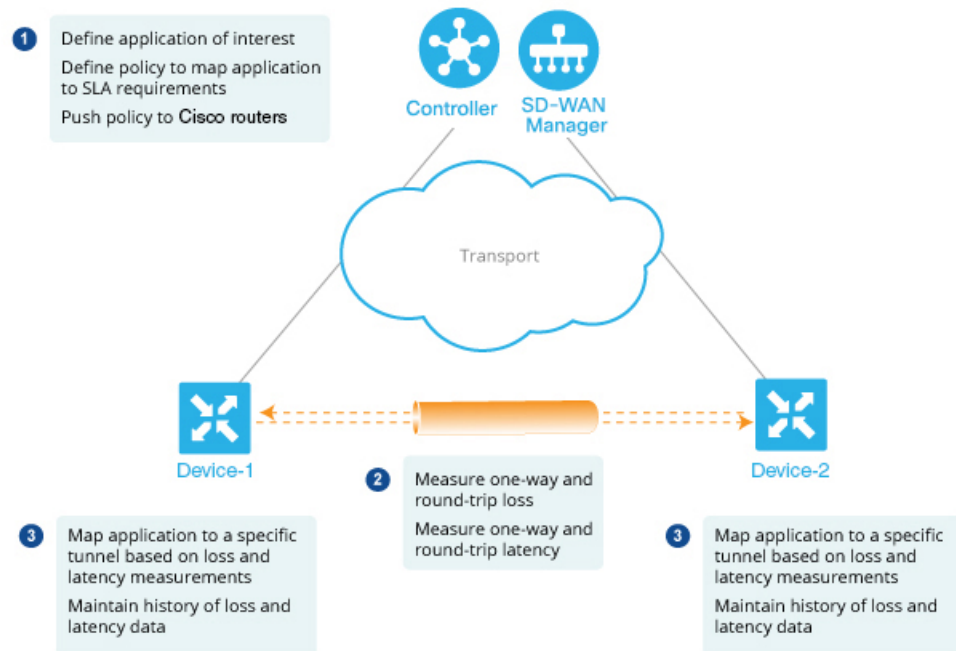 1
Define application of interest
Define policy to map application
to SLA requirements
Push policy to Cisco routers
Controller
SD-WAN
Manager
Transport
Device-1
Device-2
2
Measure one-way and
round-trip loss
Measure one-way and
round-trip latency
3
Map application to a specific
tunnel based on loss and
latency measurements
Maintain history of loss and
latency data
3
Map application to a specific
tunnel based on loss and
latency measurements
Maintain history of loss and
latency data